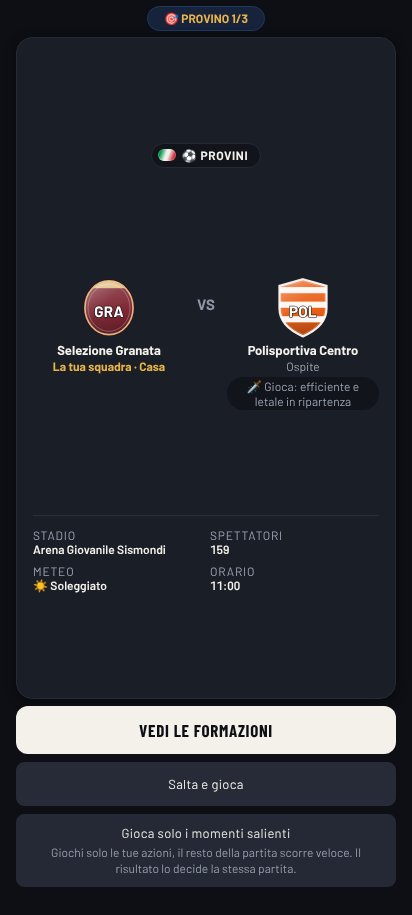 🎯 PROVINO 1/3
🇮🇹 ⚽ PROVINI
GRA
VS
POL
Selezione Granata
La tua squadra · Casa
Polisportiva Centro
Ospite
🗡️ Gioca: efficiente e
letale in ripartenza
STADIO
Arena Giovanile Sismondi
SPETTATORI
159
METEO
☀️ Soleggiato
ORARIO
11:00
VEDI LE FORMAZIONI
Salta e gioca
Gioca solo i momenti salienti
Giochi solo le tue azioni, il resto della partita scorre veloce. Il
risultato lo decide la stessa partita.